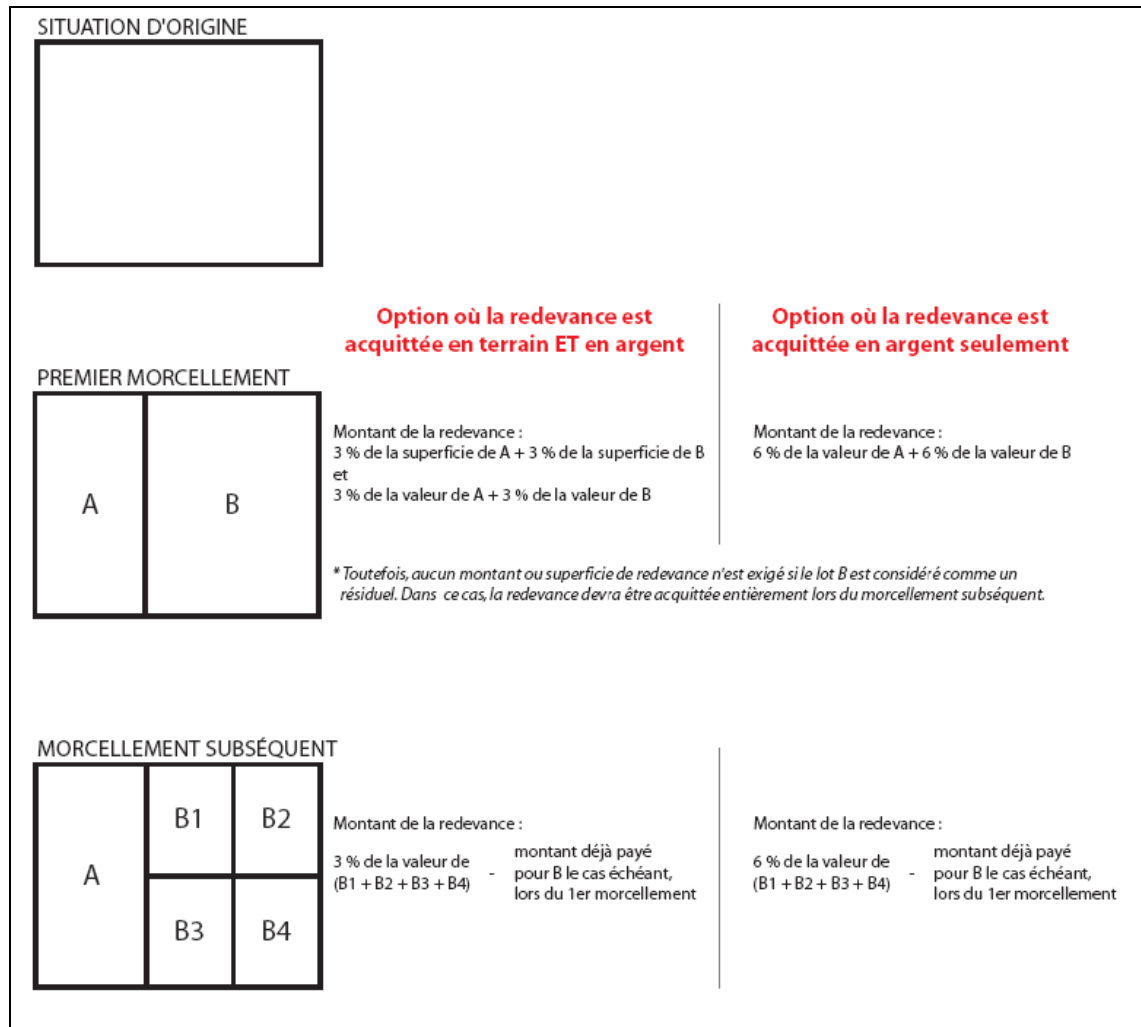 SITUATION D'ORIGINE
Option où la redevance est
acquittée en terrain ET en argent
Option où la redevance est
acquittée en argent seulement
PREMIER MORCELLEMENT
A
B
Montant de la redevance :
3 % de la superficie de A + 3 % de la superficie de B
et
3 % de la valeur de A + 3 % de la valeur de B
Montant de la redevance :
6 % de la valeur de A + 6 % de la valeur de B
* Toutefois, aucun montant ou superficie de redevance n'est exigé si le lot B est considéré comme un
résiduel. Dans ce cas, la redevance devra être acquittée entièrement lors du morcellement subséquent.
MORCELLEMENT SUBSÉQUENT
A
B1
B2
B3
B4
Montant de la redevance :
3 % de la valeur de
(B1 + B2 + B3 + B4)
-
montant déjà payé
pour B le cas échéant,
lors du 1er morcellement
Montant de la redevance :
6 % de la valeur de
(B1 + B2 + B3 + B4)
-
montant déjà payé
pour B le cas échéant,
lors du 1er morcellement